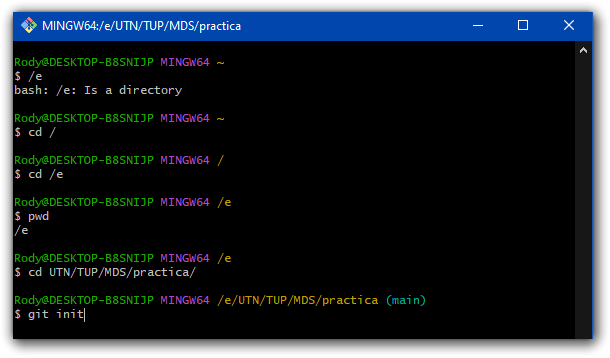 MINGW64:/e/UTN/TUP/MDS/practica
Rody@DESKTOP-B8SNIJP MINGW64 ~
$ /e
bash: /e: Is a directory
Rody@DESKTOP-B8SNIJP MINGW64 ~
$ cd /
Rody@DESKTOP-B8SNIJP MINGW64 /
$ cd /e
Rody@DESKTOP-B8SNIJP MINGW64 /e
$ pwd
/e
Rody@DESKTOP-B8SNIJP MINGW64 /e
$ cd UTN/TUP/MDS/practica/
Rody@DESKTOP-B8SNIJP MINGW64 /e/UTN/TUP/MDS/practica (main)
$ git init